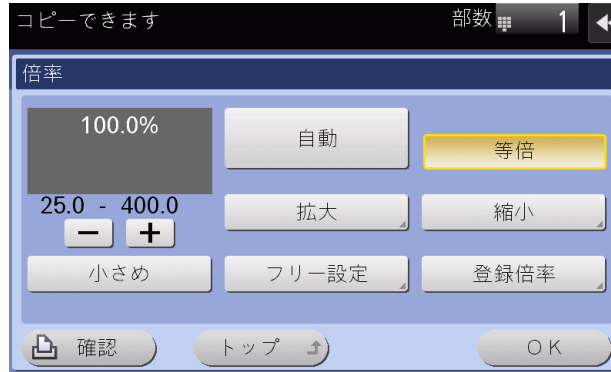 コピーできます 部数 1
倍率
100.0%
自動 等倍
25.0 - 400.0
拡大 縮小
− +
小さめ フリー設定 登録倍率
確認 トップ OK